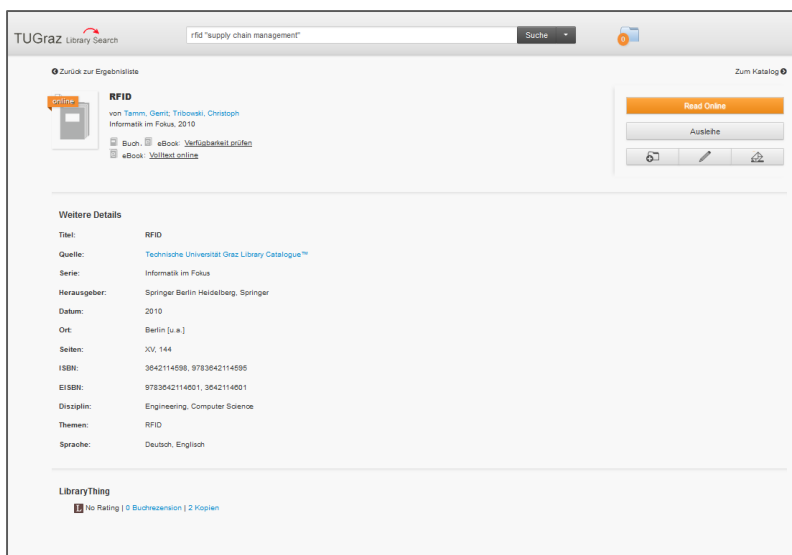 TUGraz Library Search
rfid "supply chain management"
Suche
0
Zurück zur Ergebnisliste
Zum Katalog
online
RFID
von Tamm, Gerrit; Tribowski, Christoph
Informatik im Fokus, 2010
Buch, eBook: Verfügbarkeit prüfen
eBook: Volltext online
Read Online
Ausleihe
Weitere Details
Titel: RFID
Quelle: Technische Universität Graz Library Catalogue™
Serie: Informatik im Fokus
Herausgeber: Springer Berlin Heidelberg, Springer
Datum: 2010
Ort: Berlin [u.a.]
Seiten: XV, 144
ISBN: 3642114598, 9783642114595
EISBN: 9783642114601, 3642114601
Disziplin: Engineering, Computer Science
Themen: RFID
Sprache: Deutsch, Englisch
LibraryThing
L No Rating | 0 Buchrezension | 2 Kopien